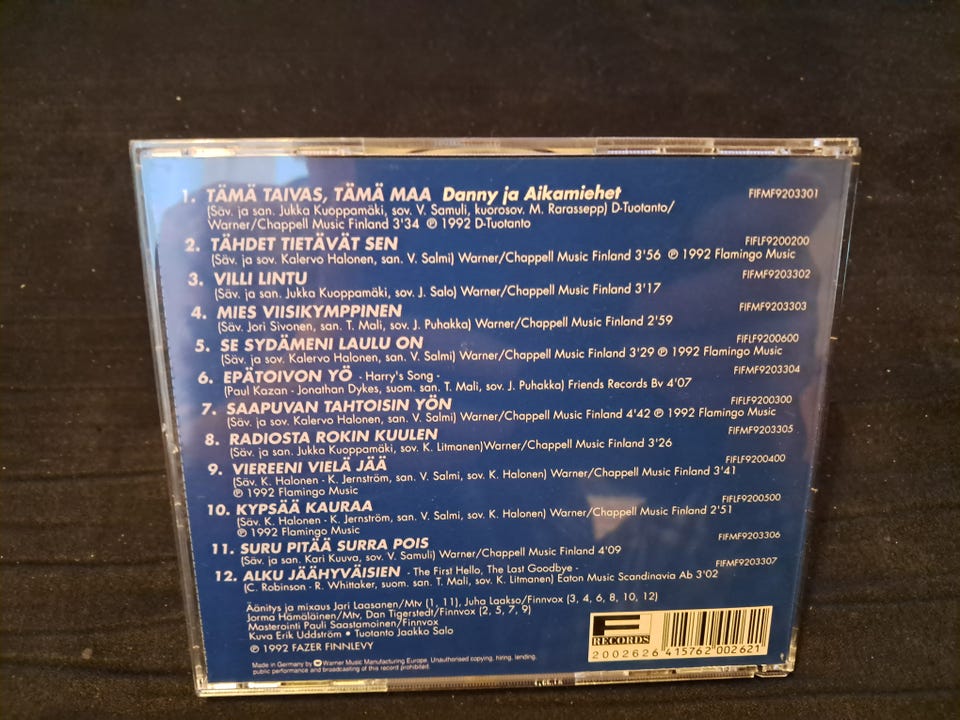 1. TÄMÄ TAIVAS, TÄMÄ MAA Danny ja Aikamiehet FIFMF9203301
(Säv. ja san. Jukka Kuoppamäki, sov. V. Samuli, kuorosov. M. Rarassepp) D-Tuotanto/
Warner/Chappell Music Finland 3'34 ℗ 1992 D-Tuotanto
2. TÄHDET TIETÄVÄT SEN FIFLF9200200
(Säv. ja sov. Kalervo Halonen, san. V. Salmi) Warner/Chappell Music Finland 3'56 ℗ 1992 Flamingo Music
3. VILLI LINTU FIFMF9203302
(Säv. ja san. Jukka Kuoppamäki, sov. J. Salo) Warner/Chappell Music Finland 3'17
4. MIES VIISIKYMPPINEN FIFMF9203303
(Säv. Jori Sivonen, san. T. Mali, sov. J. Puhakka) Warner/Chappell Music Finland 2'59
5. SE SYDÄMENI LAULU ON FIFLF9200600
(Säv. ja sov. Kalervo Halonen, san. V. Salmi) Warner/Chappell Music Finland 3'29 ℗ 1992 Flamingo Music
6. EPÄTOIVON YÖ - Harry's Song - FIFMF9203304
(Paul Kazan - Jonathan Dykes, suom. san. T. Mali, sov. J. Puhakka) Friends Records Bv 4'07
7. SAAPUVAN TAHTOISIN YÖN FIFLF9200300
(Säv. ja sov. Kalervo Halonen, san. V. Salmi) Warner/Chappell Music Finland 4'42 ℗ 1992 Flamingo Music
8. RADIOSTA ROKIN KUULEN FIFMF9203305
(Säv. ja san. Jukka Kuoppamäki, sov. K. Litmanen)Warner/Chappell Music Finland 3'26
9. VIEREENI VIELÄ JÄÄ FIFLF9200400
(Säv. K. Halonen - K. Jernström, san. V. Salmi, sov. K. Halonen) Warner/Chappell Music Finland 3'41
℗ 1992 Flamingo Music
10. KYPSÄÄ KAURAA FIFLF9200500
(Säv. K. Halonen - K. Jernström, san. V. Salmi, sov. K. Halonen) Warner/Chappell Music Finland 2'51
℗ 1992 Flamingo Music
11. SURU PITÄÄ SURRA POIS FIFMF9203306
(Säv. ja san. Kari Kuuva, sov. V. Samuli) Warner/Chappell Music Finland 4'09
12. ALKU JÄÄHYVÄISIEN - The First Hello, The Last Goodbye - FIFMF9203307
(C. Robinson - R. Whittaker, suom. san. T. Mali, sov. K. Litmanen) Eaton Music Scandinavia Ab 3'02
Äänitys ja mixaus Jari Laasanen/Mtv (1, 11), Juha Laakso/Finnvox (3, 4, 6, 8, 10, 12)
Jorma Hämäläinen/Mtv, Dan Tigerstedt/Finnvox (2, 5, 7, 9)
Masterointi Pauli Saastamoinen/Finnvox
Kuva Erik Uddström • Tuotanto Jaakko Salo
℗ 1992 FAZER FINNLEVY
Made in Germany by Warner Music Manufacturing Europe. Unauthorised copying, hiring, lending,
public performance and broadcasting of this record prohibited.
F
RECORDS
2002626 415762 002621